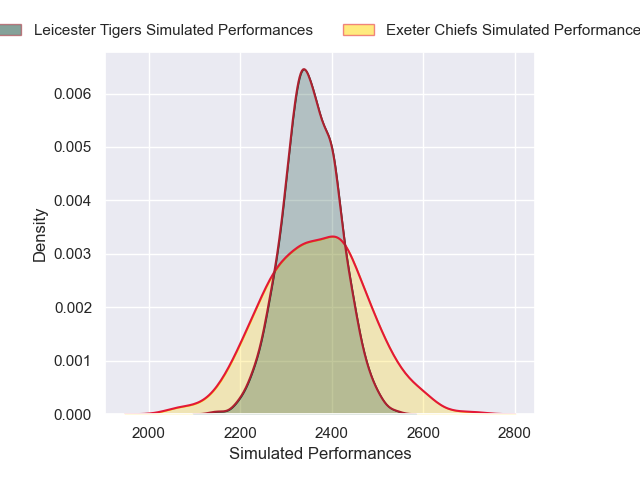 Leicester Tigers Simulated Performances Exeter Chiefs Simulated Performance
0.006
0.005
0.004
0.003
0.002
0.001
0.000
Density
2000 2200 2400 2600 2800
Simulated Performances